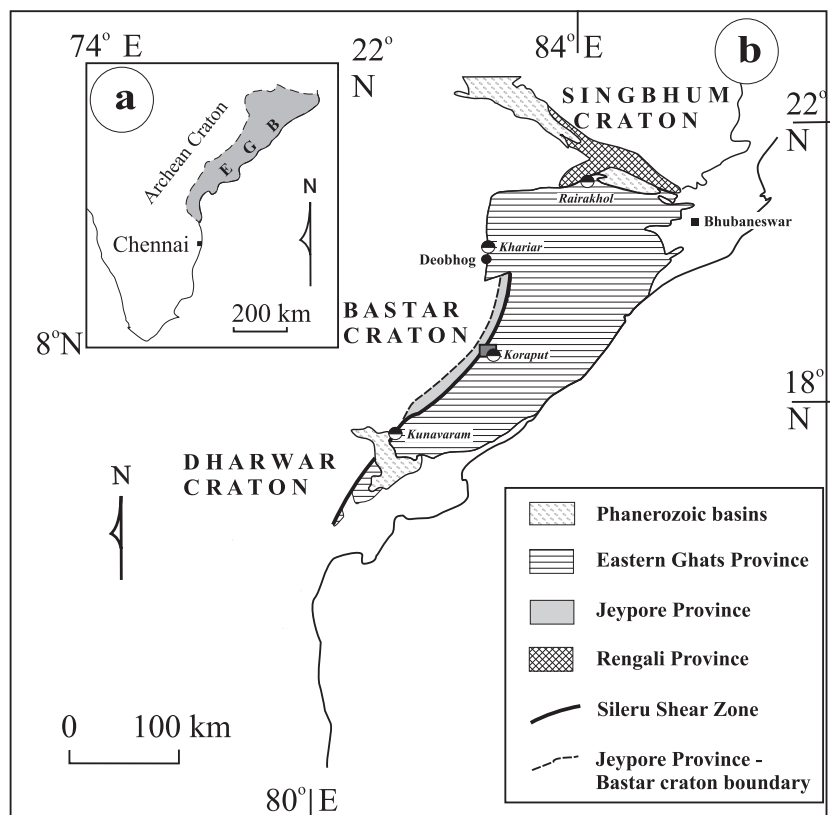 74° E
22°
N
84° E
b
a
Archean Craton
E G B
N
Chennai
200 km
8°N
SINGBHUM
CRATON
22°
N
Rairakhol
Bhubaneswar
Khariar
Deobhog
BASTAR
CRATON
Koraput
18°
N
Kunavaram
DHARWAR
CRATON
N
Phanerozoic basins
Eastern Ghats Province
Jeypore Province
Rengali Province
Sileru Shear Zone
Jeypore Province -
Bastar craton boundary
0 100 km
80° E